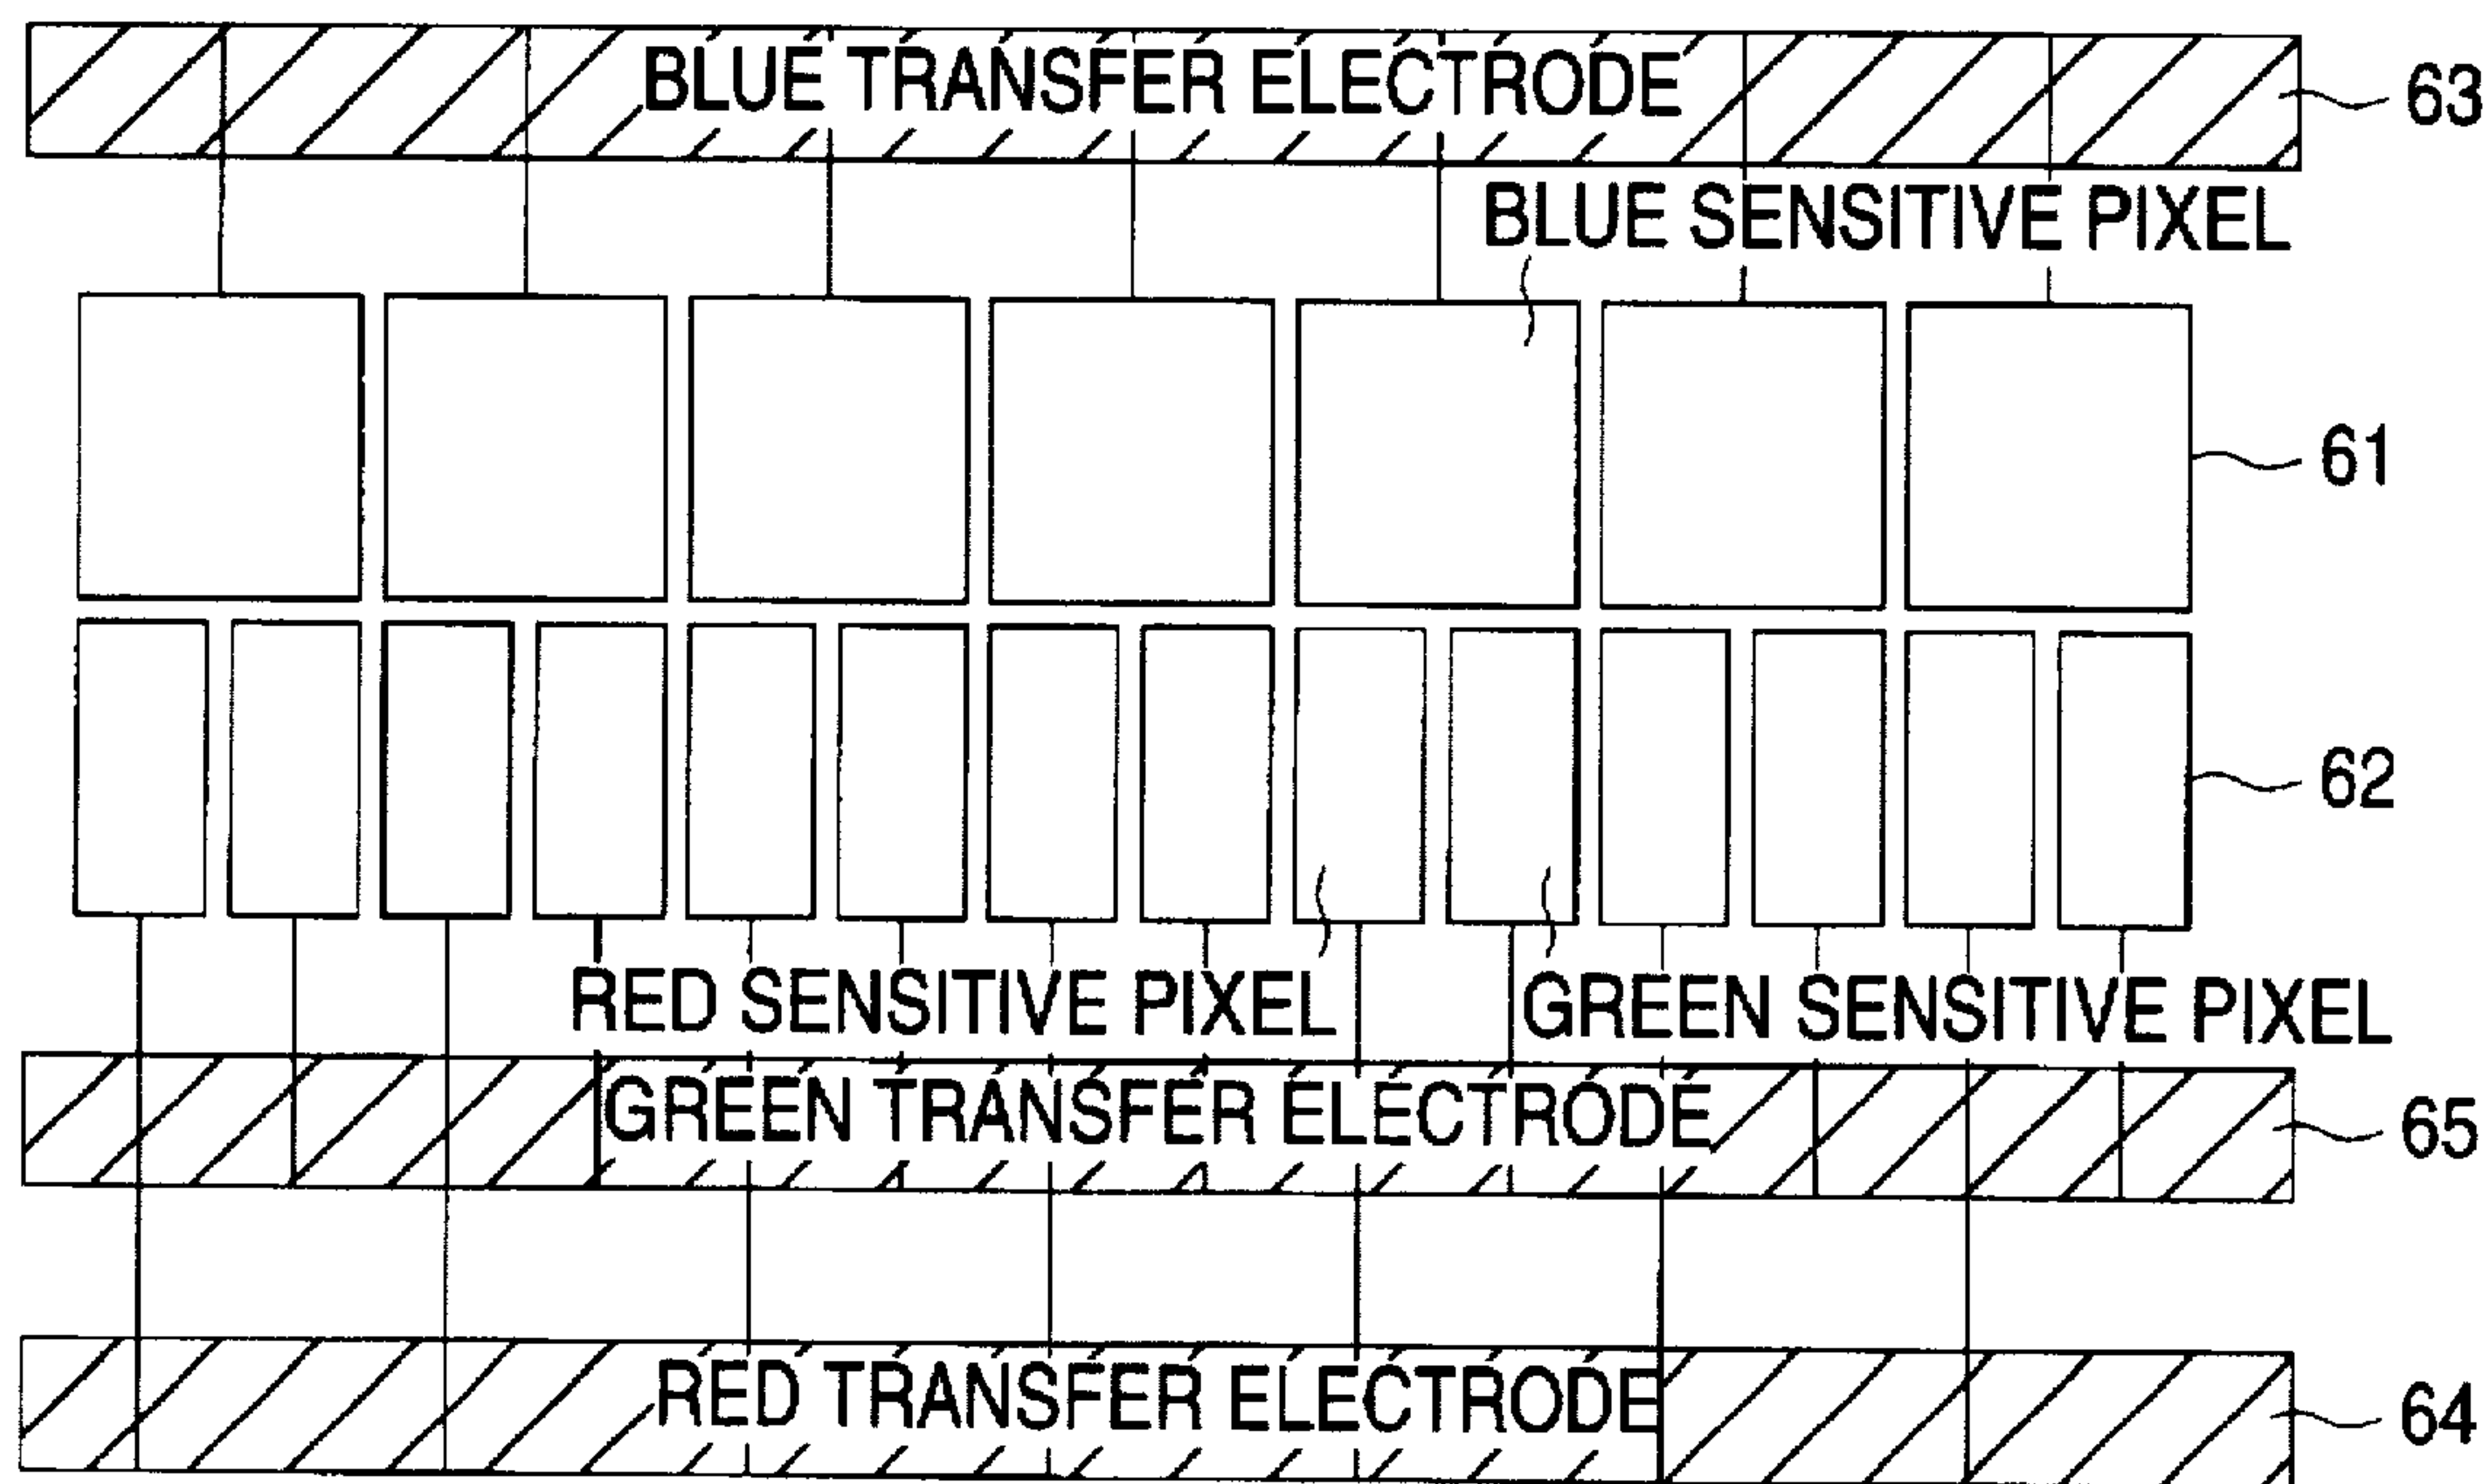 BLUE TRANSFER ELECTRODE 63
BLUE SENSITIVE PIXEL
61
62
RED SENSITIVE PIXEL GREEN SENSITIVE PIXEL
GREEN TRANSFER ELECTRODE 65
RED TRANSFER ELECTRODE 64